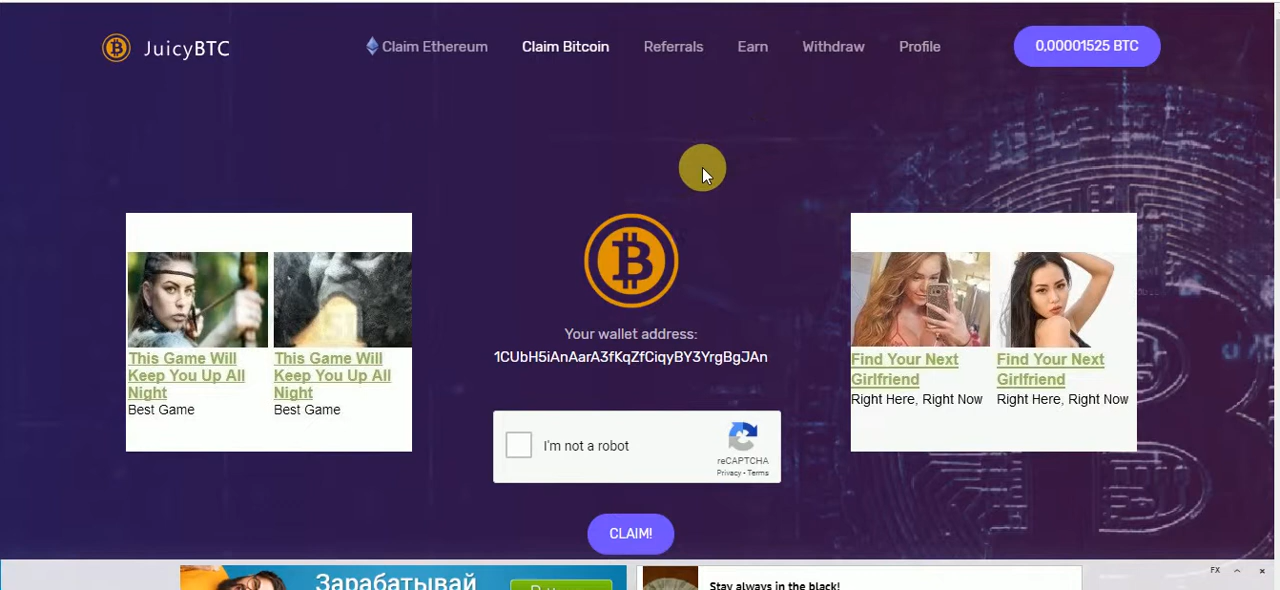 JuicyBTC
Claim Ethereum
Claim Bitcoin
Referrals
Earn
Withdraw
Profile
0,00001525 BTC
This Game Will
Keep You Up All
Night
Best Game
This Game Will
Keep You Up All
Night
Best Game
Your wallet address:
1CUbH5iAnAarA3fKqZfCiqyBY3YrgBgJAn
I'm not a robot
reCAPTCHA
Privacy - Terms
CLAIM!
Find Your Next
Girlfriend
Right Here, Right Now
Find Your Next
Girlfriend
Right Here, Right Now
Зарабатывай
Stay always in the black!
FX